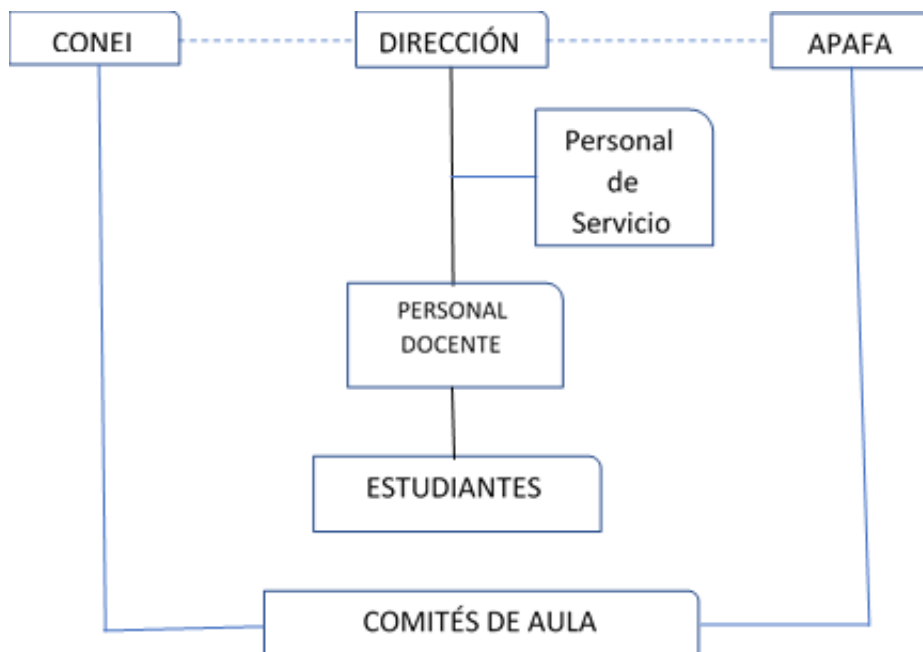 CONEI
DIRECCIÓN
APAFA
Personal
de
Servicio
PERSONAL
DOCENTE
ESTUDIANTES
COMITÉS DE AULA